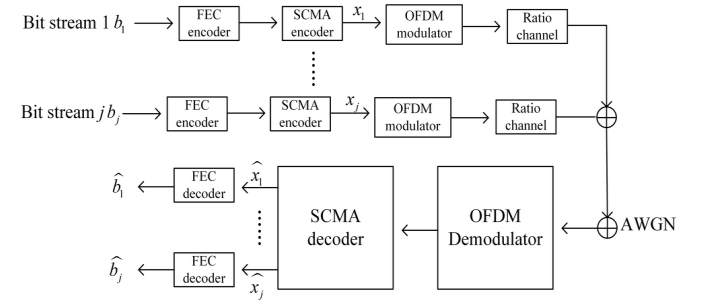 Bit stream 1 b₁
FEC
encoder
SCMA
encoder
x₁
OFDM
modulator
Ratio
channel
Bit stream j bⱼ
FEC
encoder
SCMA
encoder
xⱼ
OFDM
modulator
Ratio
channel
b̂₁
FEC
decoder
x̂₁
SCMA
decoder
OFDM
Demodulator
AWGN
b̂ⱼ
FEC
decoder
x̂ⱼ